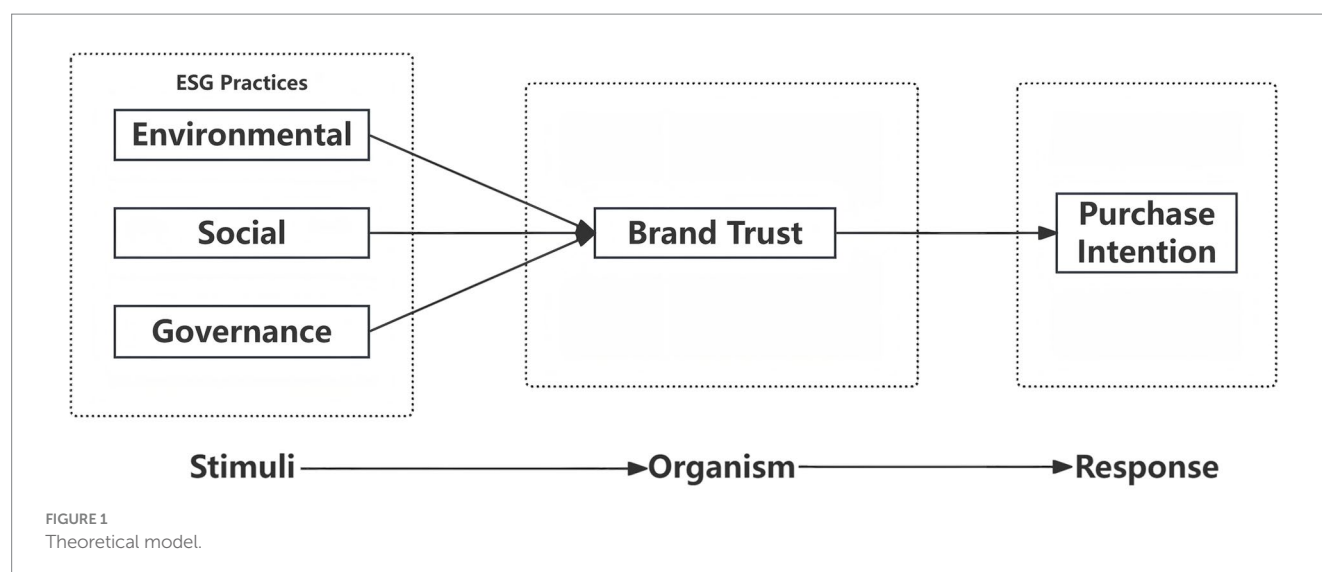 ESG Practices
Environmental
Social
Governance
Brand Trust
Purchase
Intention
Stimuli
Organism
Response
FIGURE 1
Theoretical model.